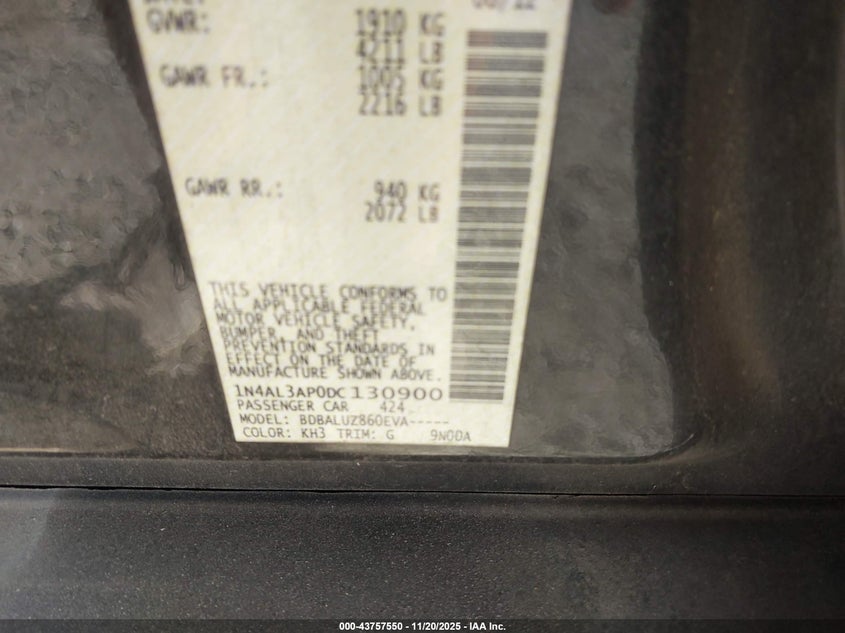 GVWR: 1910 KG
4211 LB
GAWR FR.: 1005 KG
2216 LB
GAWR RR.: 940 KG
2072 LB
THIS VEHICLE CONFORMS TO
ALL APPLICABLE FEDERAL
MOTOR VEHICLE SAFETY,
BUMPER, AND THEFT
PREVENTION STANDARDS IN
EFFECT ON THE DATE OF
MANUFACTURE SHOWN ABOVE.
1N4AL3AP0DC130900
PASSENGER CAR 424
MODEL: BDBALUZ860EVA-----
COLOR: KH3 TRIM: G 9N00A
000-43757550 - 11/20/2025 - IAA Inc.